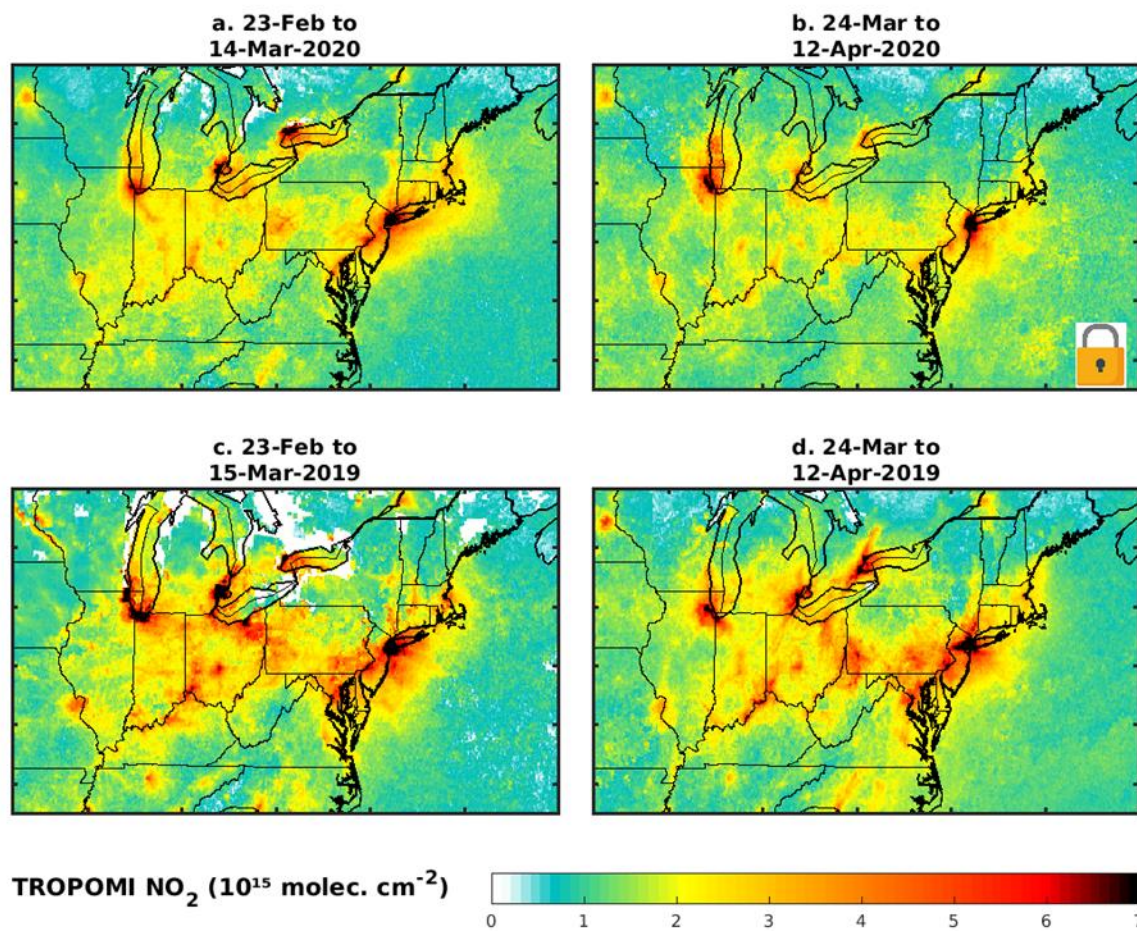 a. 23-Feb to
14-Mar-2020
b. 24-Mar to
12-Apr-2020
c. 23-Feb to
15-Mar-2019
d. 24-Mar to
12-Apr-2019
TROPOMI NO₂ (10¹⁵ molec. cm⁻²)
0 1 2 3 4 5 6 7